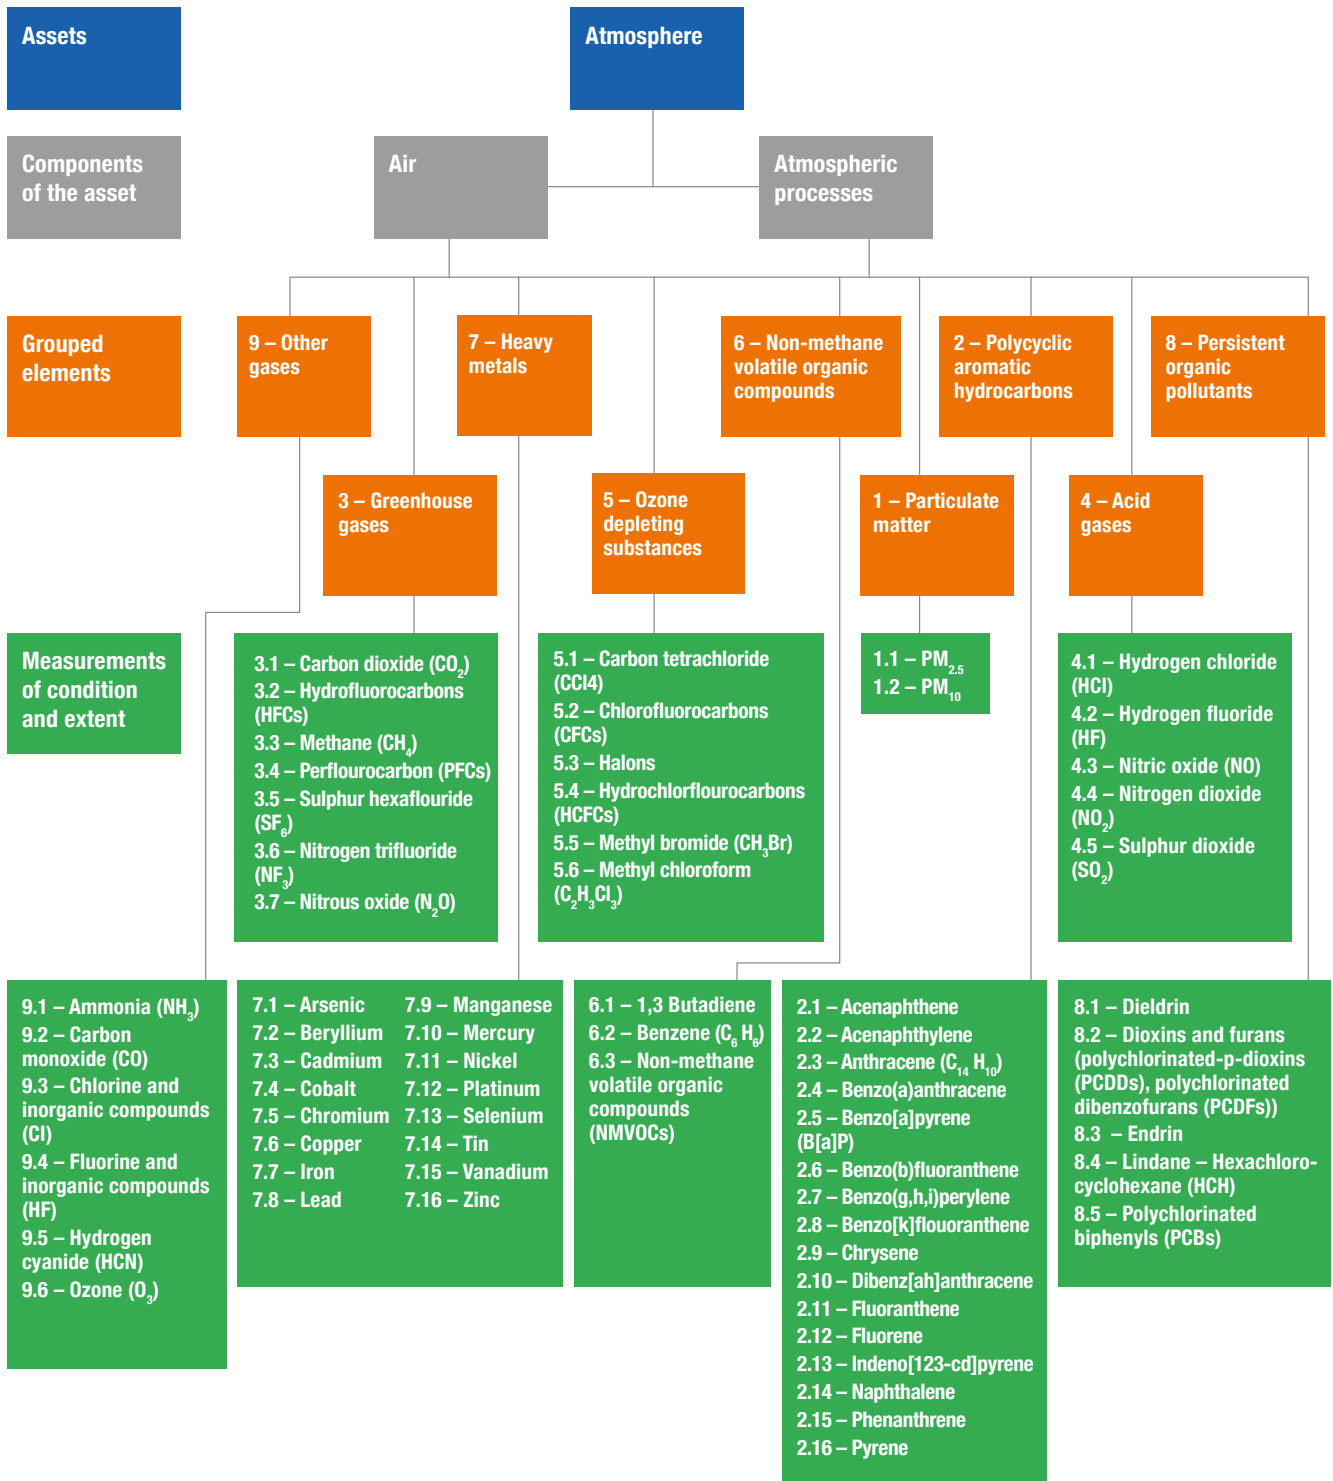 Assets
Atmosphere
Components
of the asset
Air
Atmospheric
processes
Grouped
elements
9 – Other
gases
7 – Heavy
metals
6 – Non-methane
volatile organic
compounds
2 – Polycyclic
aromatic
hydrocarbons
8 – Persistent
organic
pollutants
3 – Greenhouse
gases
5 – Ozone
depleting
substances
1 – Particulate
matter
4 – Acid
gases
Measurements
of condition
and extent
3.1 – Carbon dioxide (CO₂)
3.2 – Hydrofluorocarbons
(HFCs)
3.3 – Methane (CH₄)
3.4 – Perflourocarbon (PFCs)
3.5 – Sulphur hexaflouride
(SF₆)
3.6 – Nitrogen trifluoride
(NF₃)
3.7 – Nitrous oxide (N₂O)
5.1 – Carbon tetrachloride
(CCl4)
5.2 – Chlorofluorocarbons
(CFCs)
5.3 – Halons
5.4 – Hydrochlorflourocarbons
(HCFCs)
5.5 – Methyl bromide (CH₃Br)
5.6 – Methyl chloroform
(C₂H₃Cl₃)
1.1 – PM₂.₅
1.2 – PM₁₀
4.1 – Hydrogen chloride
(HCl)
4.2 – Hydrogen fluoride
(HF)
4.3 – Nitric oxide (NO)
4.4 – Nitrogen dioxide
(NO₂)
4.5 – Sulphur dioxide
(SO₂)
9.1 – Ammonia (NH₃)
9.2 – Carbon
monoxide (CO)
9.3 – Chlorine and
inorganic compounds
(Cl)
9.4 – Fluorine and
inorganic compounds
(HF)
9.5 – Hydrogen
cyanide (HCN)
9.6 – Ozone (O₃)
7.1 – Arsenic
7.2 – Beryllium
7.3 – Cadmium
7.4 – Cobalt
7.5 – Chromium
7.6 – Copper
7.7 – Iron
7.8 – Lead
7.9 – Manganese
7.10 – Mercury
7.11 – Nickel
7.12 – Platinum
7.13 – Selenium
7.14 – Tin
7.15 – Vanadium
7.16 – Zinc
6.1 – 1,3 Butadiene
6.2 – Benzene (C₆ H₆)
6.3 – Non-methane
volatile organic
compounds
(NMVOCs)
2.1 – Acenaphthene
2.2 – Acenaphthylene
2.3 – Anthracene (C₁₄ H₁₀)
2.4 – Benzo(a)anthracene
2.5 – Benzo[a]pyrene
(B[a]P)
2.6 – Benzo(b)fluoranthene
2.7 – Benzo(g,h,i)perylene
2.8 – Benzo[k]flouoranthene
2.9 – Chrysene
2.10 – Dibenz[ah]anthracene
2.11 – Fluoranthene
2.12 – Fluorene
2.13 – Indeno[123-cd]pyrene
2.14 – Naphthalene
2.15 – Phenanthrene
2.16 – Pyrene
8.1 – Dieldrin
8.2 – Dioxins and furans
(polychlorinated-p-dioxins
(PCDDs), polychlorinated
dibenzofurans (PCDFs))
8.3 – Endrin
8.4 – Lindane – Hexachloro-
cyclohexane (HCH)
8.5 – Polychlorinated
biphenyls (PCBs)